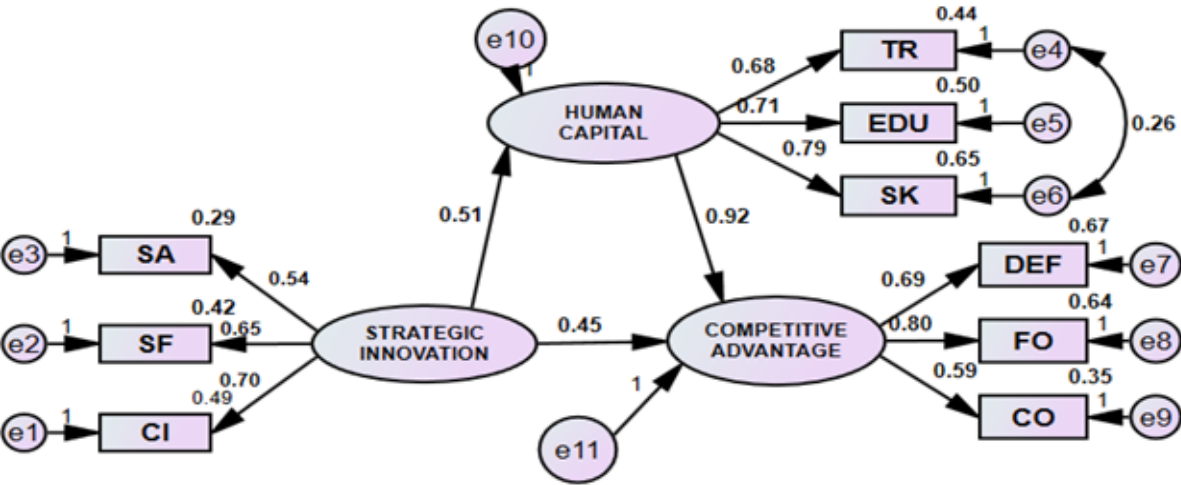 e10
1
HUMAN
CAPITAL
0.68
0.71
0.79
0.44
TR
1
e4
0.50
EDU
1
e5
0.26
0.65
SK
1
e6
0.51
0.92
0.29
e3
1
SA
0.54
0.42
e2
1
SF
0.65
0.70
0.49
e1
1
CI
STRATEGIC
INNOVATION
0.45
COMPETITIVE
ADVANTAGE
1
e11
0.69
0.80
0.59
0.67
DEF
1
e7
0.64
FO
1
e8
0.35
CO
1
e9